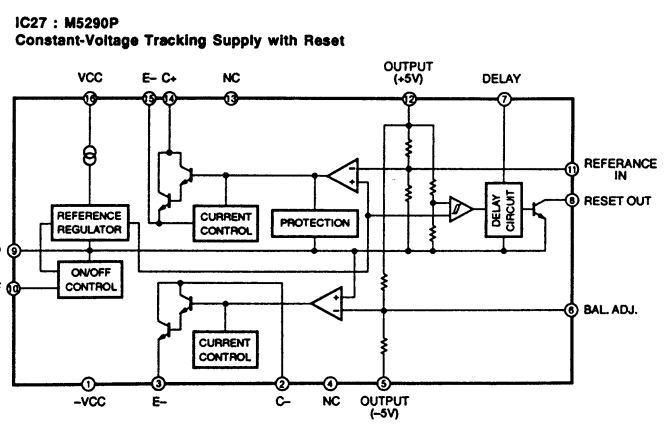 IC27 : M5290P
Constant-Voltage Tracking Supply with Reset
VCC
E– C+
NC
OUTPUT
(+5V)
DELAY
16
15
14
13
12
7
11
REFERANCE
IN
8
RESET OUT
REFERENCE
REGULATOR
CURRENT
CONTROL
PROTECTION
DELAY
CIRCUIT
–
+
9
ON/OFF
CONTROL
10
+
–
6
BAL. ADJ.
CURRENT
CONTROL
1
3
2
4
5
–VCC
E–
C–
NC
OUTPUT
(–5V)